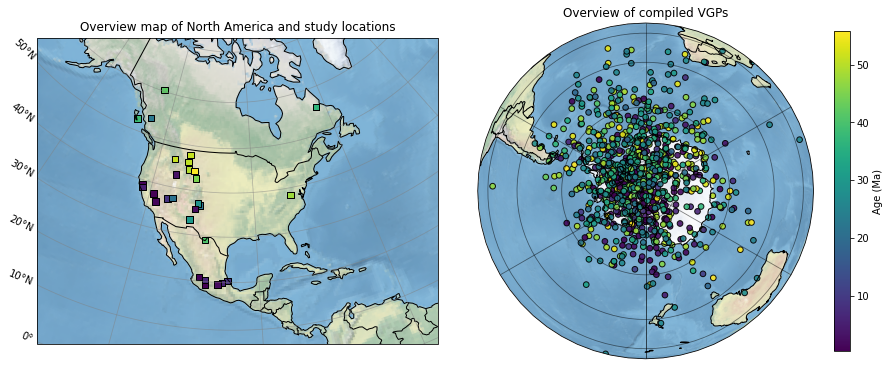 Overview map of North America and study locations
50°N
40°N
30°N
20°N
10°N
0°
Overview of compiled VGPs
50
40
30
20
10
Age (Ma)